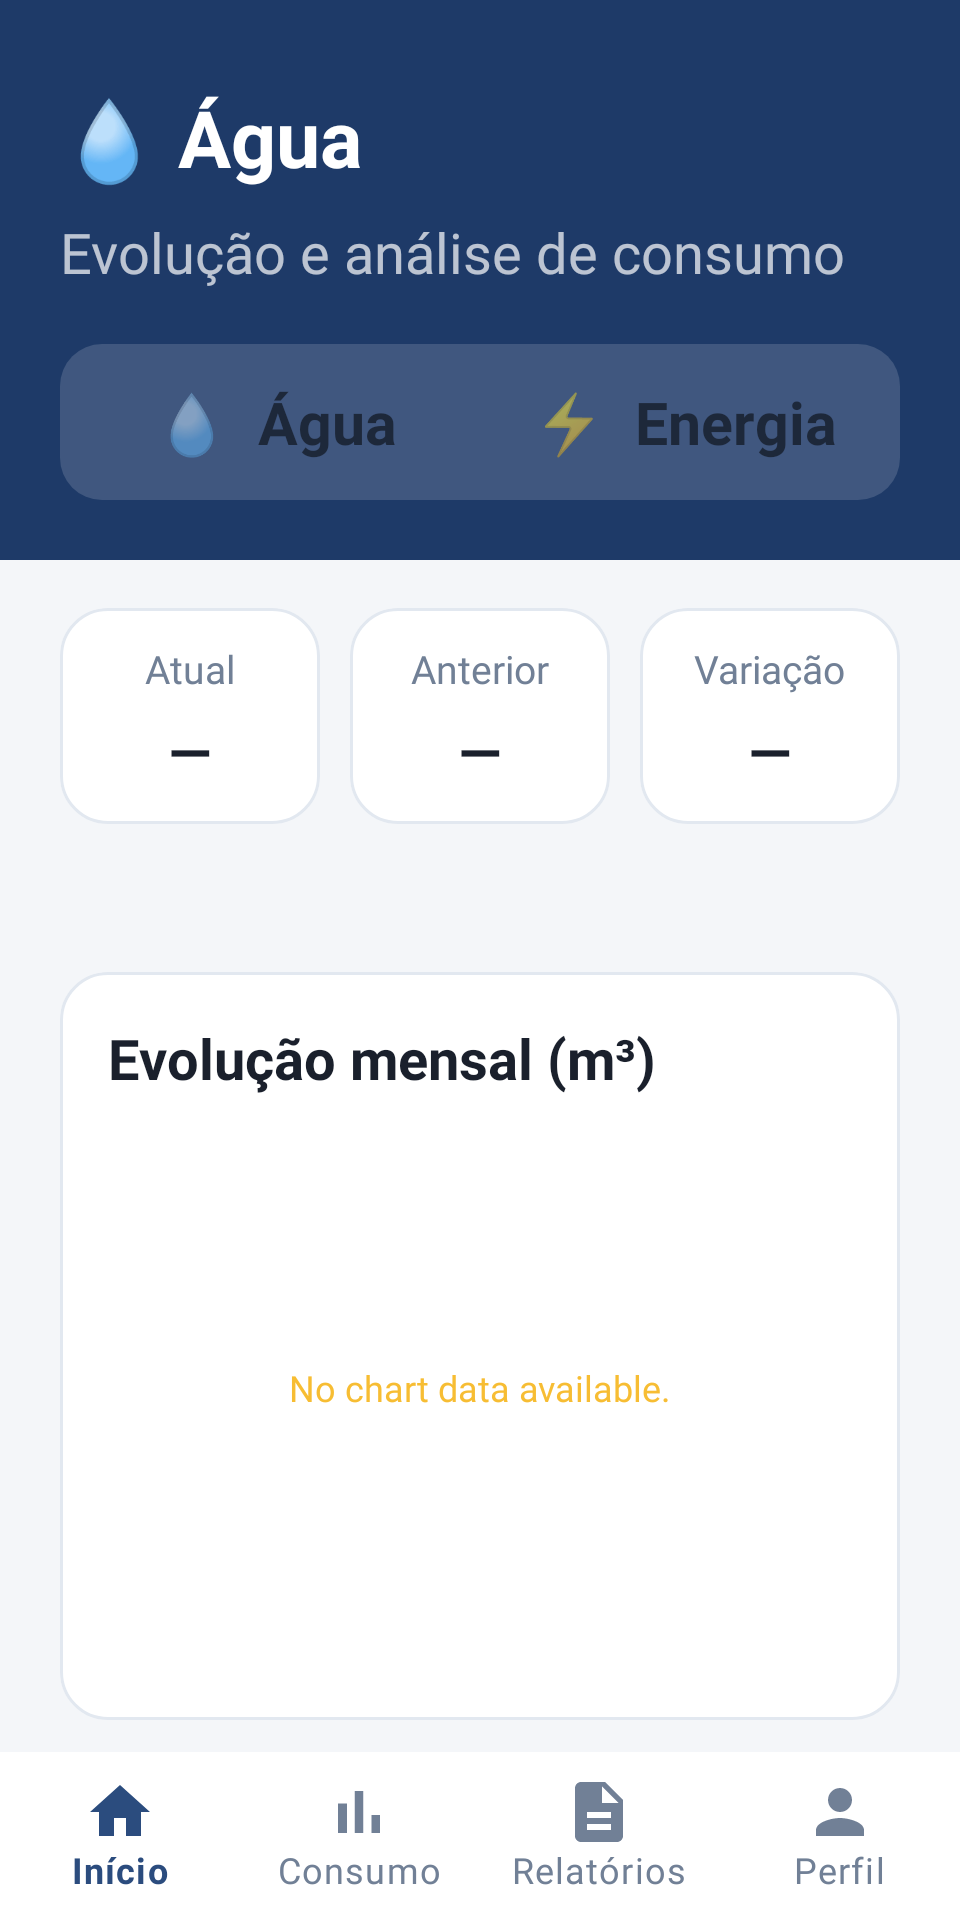 💧 Água
Evolução e análise de consumo
💧 Água ⚡ Energia
Atual Anterior Variação
— — —
Evolução mensal (m³)
No chart data available.
Início Consumo Relatórios Perfil